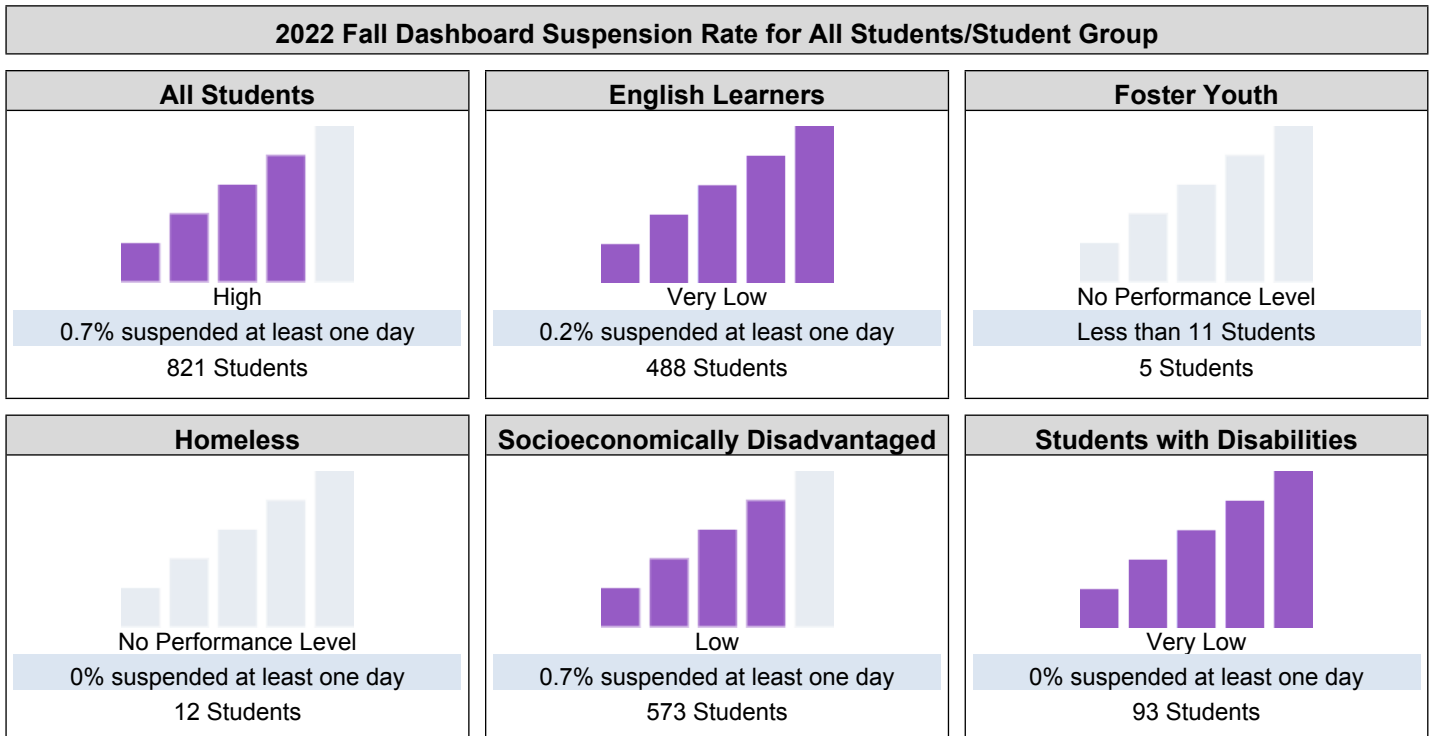 2022 Fall Dashboard Suspension Rate for All Students/Student Group
All Students
High
0.7% suspended at least one day
821 Students
English Learners
Very Low
0.2% suspended at least one day
488 Students
Foster Youth
No Performance Level
Less than 11 Students
5 Students
Homeless
No Performance Level
0% suspended at least one day
12 Students
Socioeconomically Disadvantaged
Low
0.7% suspended at least one day
573 Students
Students with Disabilities
Very Low
0% suspended at least one day
93 Students